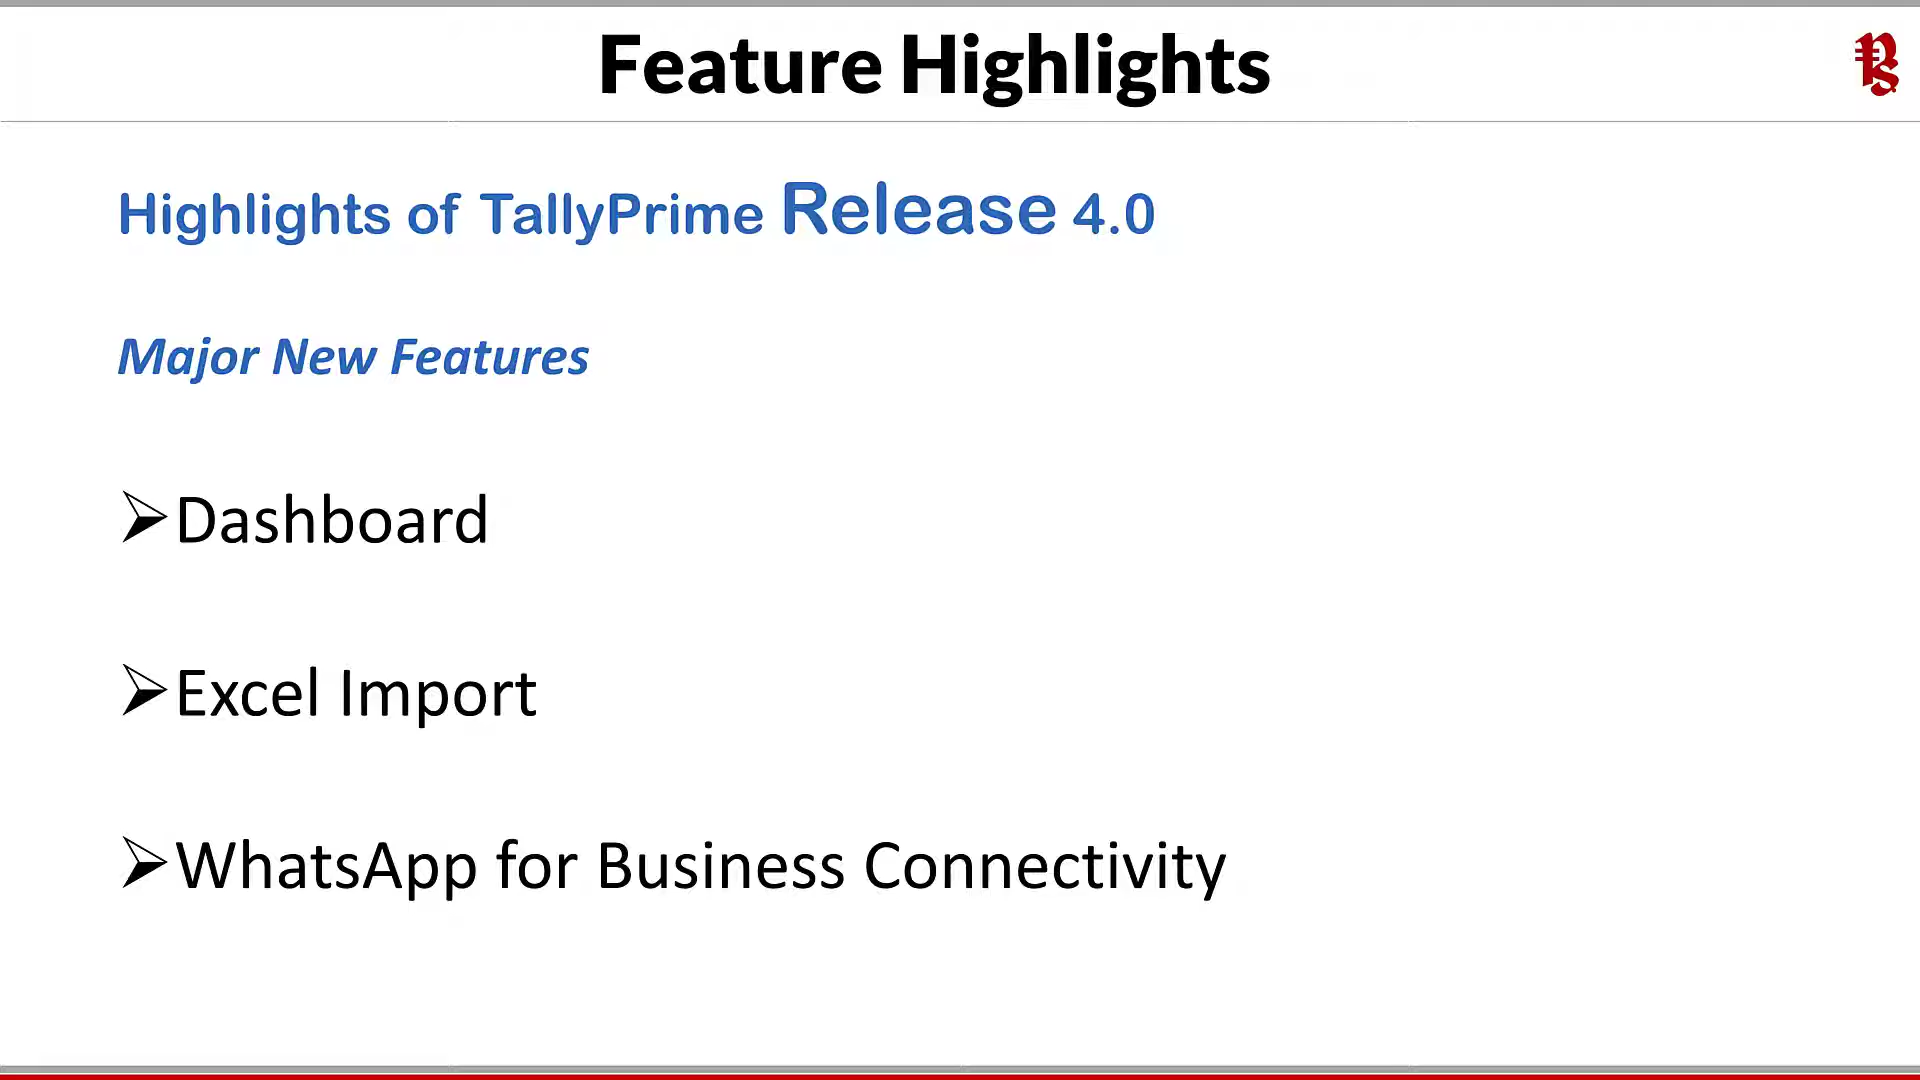 Feature Highlights
Highlights of TallyPrime Release 4.0
Major New Features
➢Dashboard
➢Excel Import
➢WhatsApp for Business Connectivity